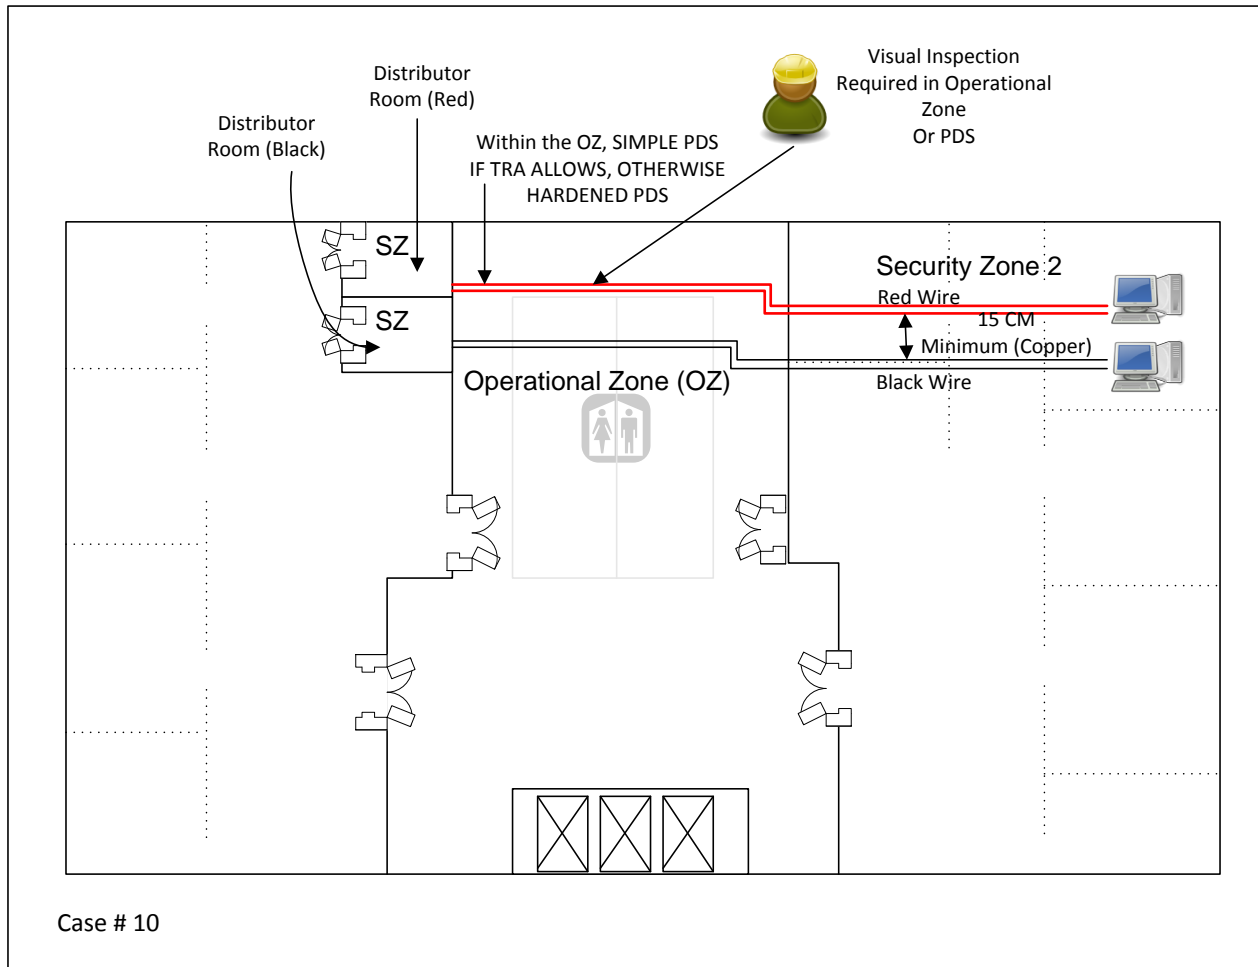 Visual Inspection
Required in Operational
Zone
Or PDS
Distributor
Room (Red)
Distributor
Room (Black)
Within the OZ, SIMPLE PDS
IF TRA ALLOWS, OTHERWISE
HARDENED PDS
SZ
SZ
Security Zone 2
Red Wire
15 CM
Minimum (Copper)
Black Wire
Operational Zone (OZ)
Case # 10